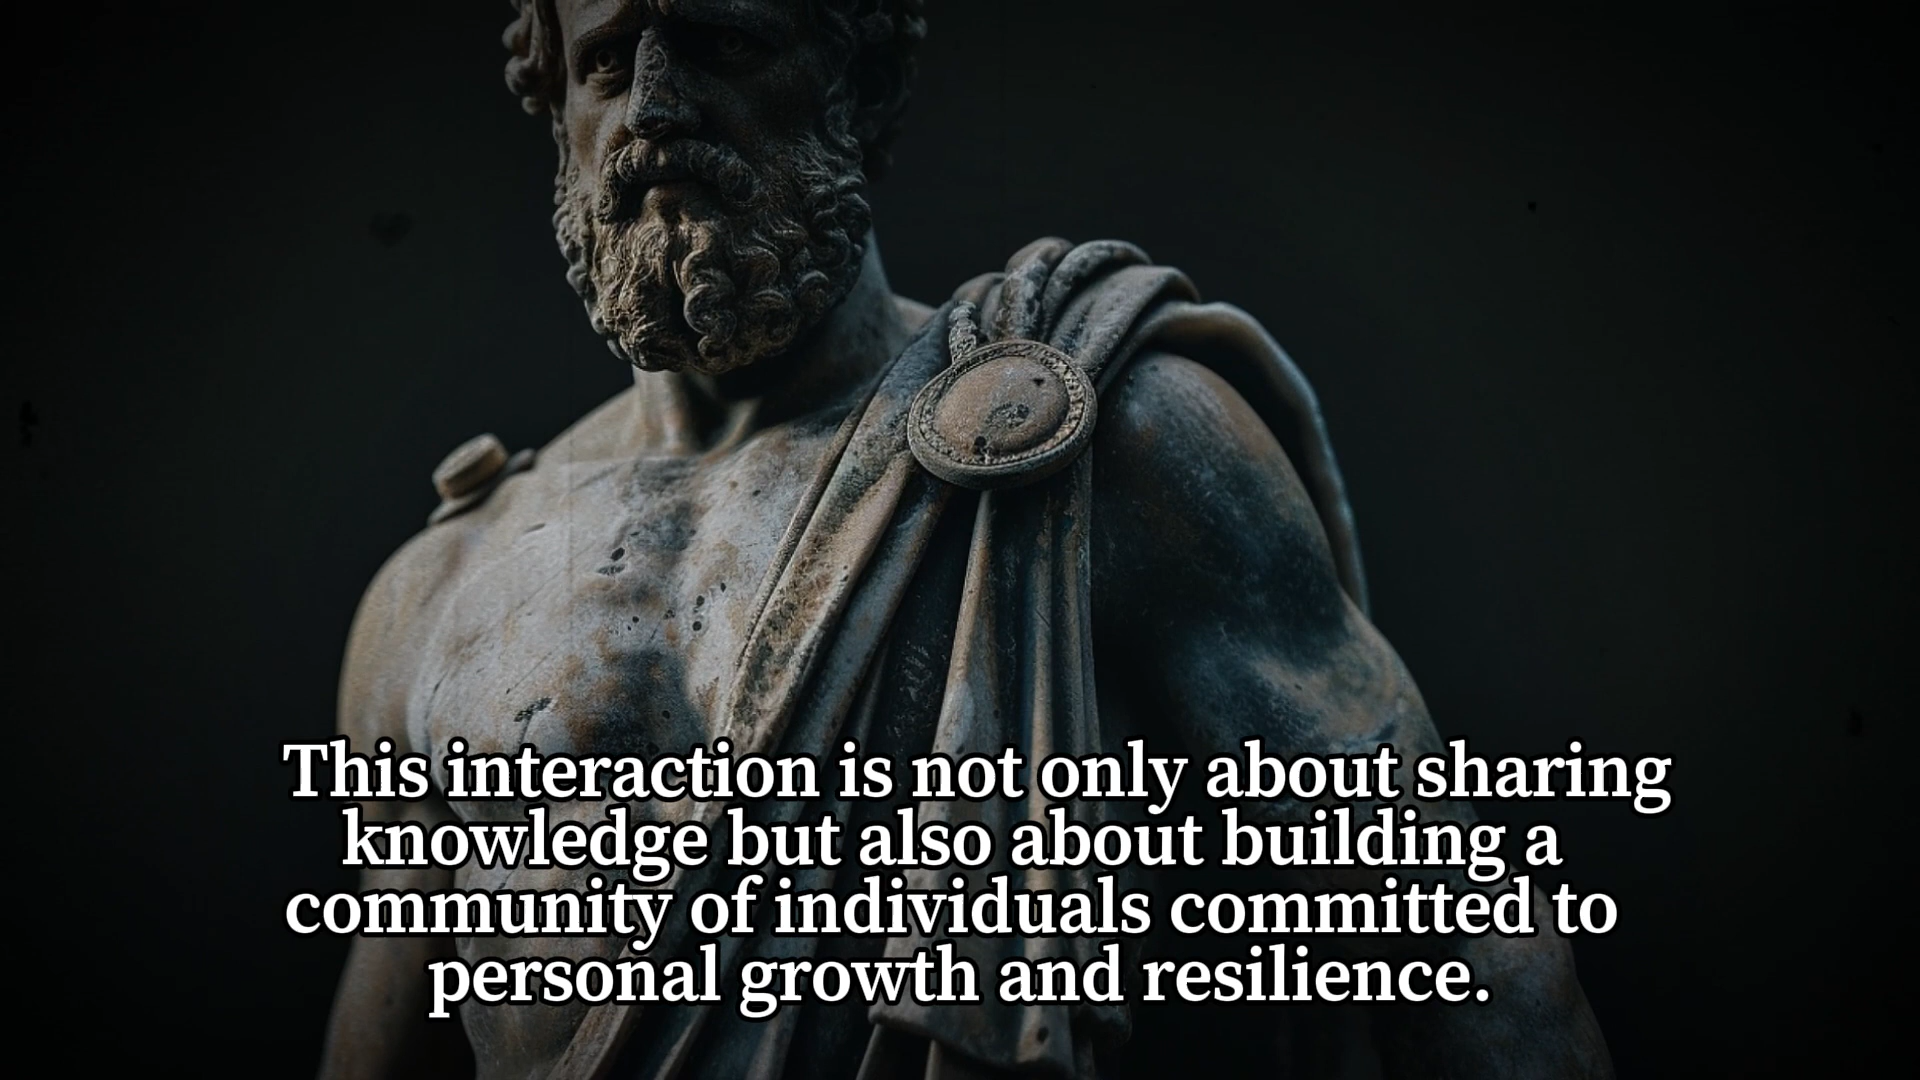 This interaction is not only about sharing
knowledge but also about building a
community of individuals committed to
personal growth and resilience.